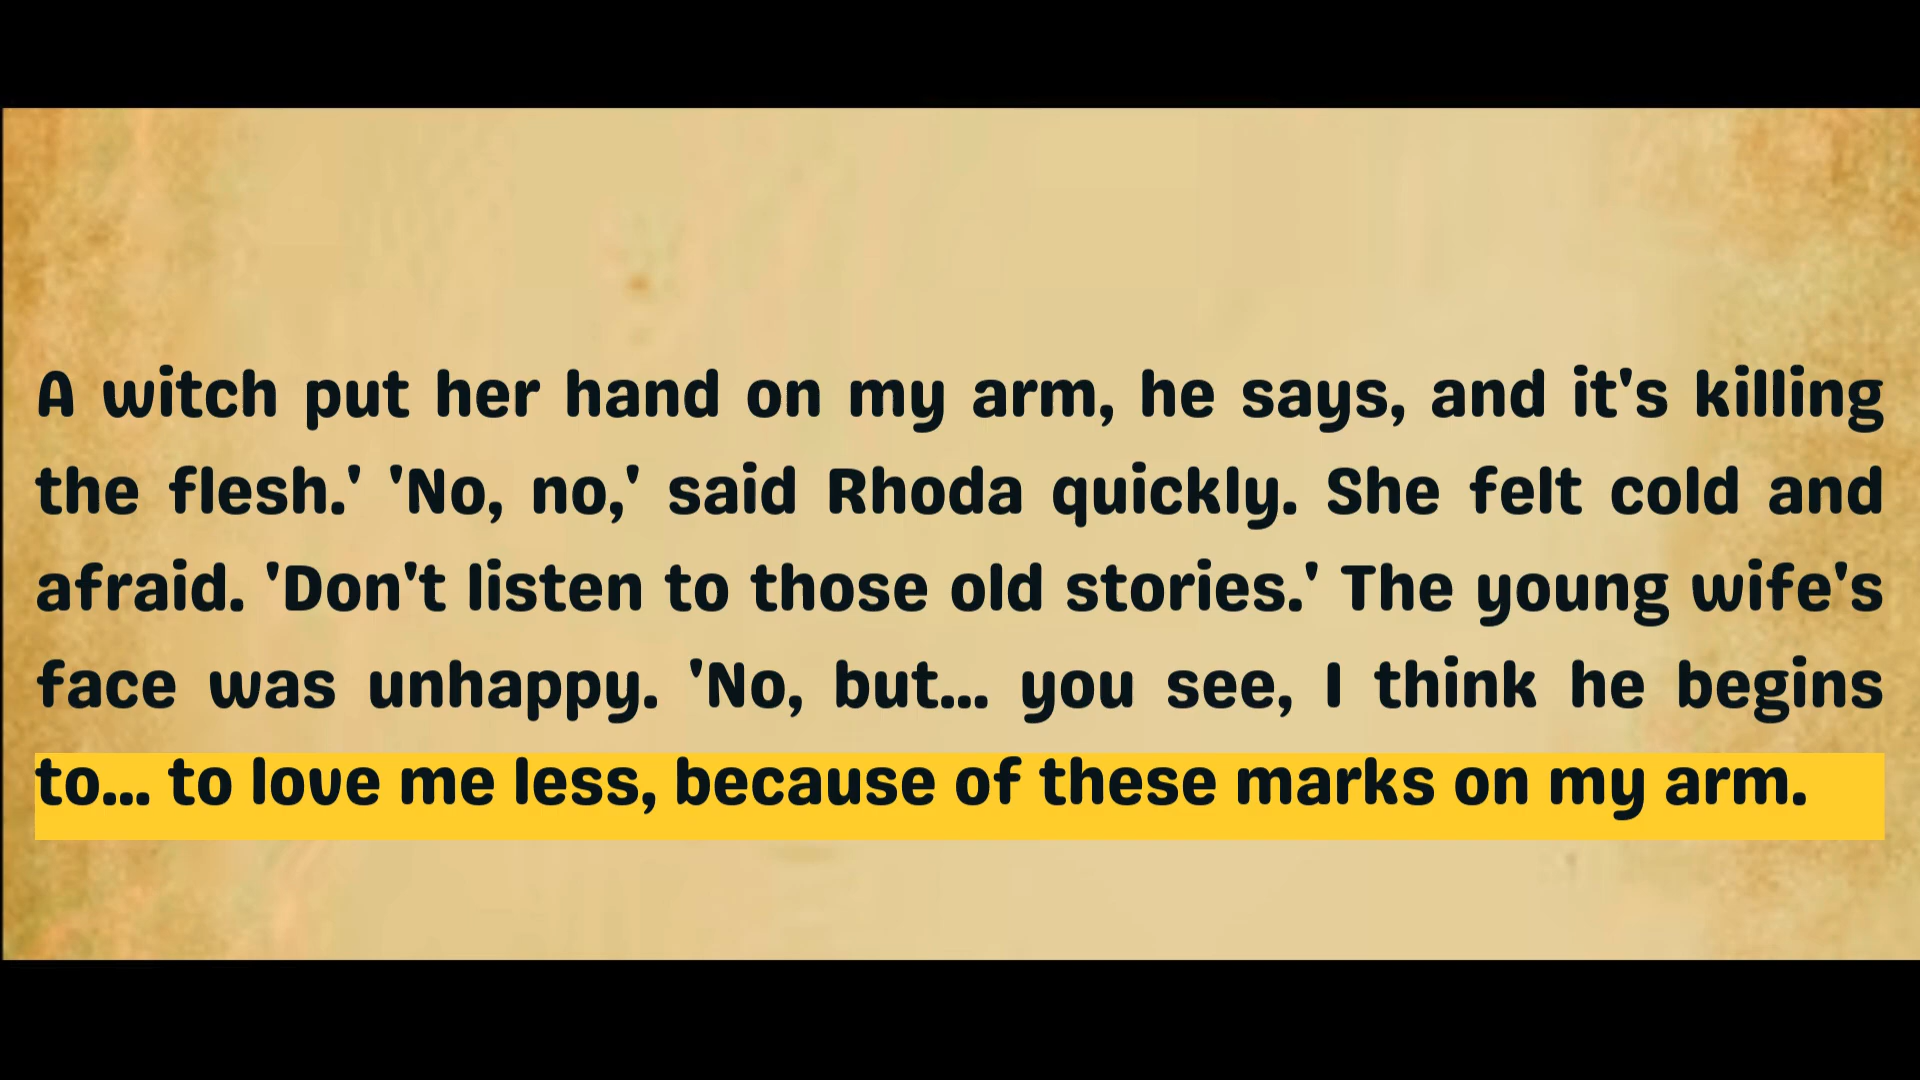 A witch put her hand on my arm, he says, and it's killing
the flesh.' 'No, no,' said Rhoda quickly. She felt cold and
afraid. 'Don't listen to those old stories.' The young wife's
face was unhappy. 'No, but... you see, I think he begins
to... to love me less, because of these marks on my arm.